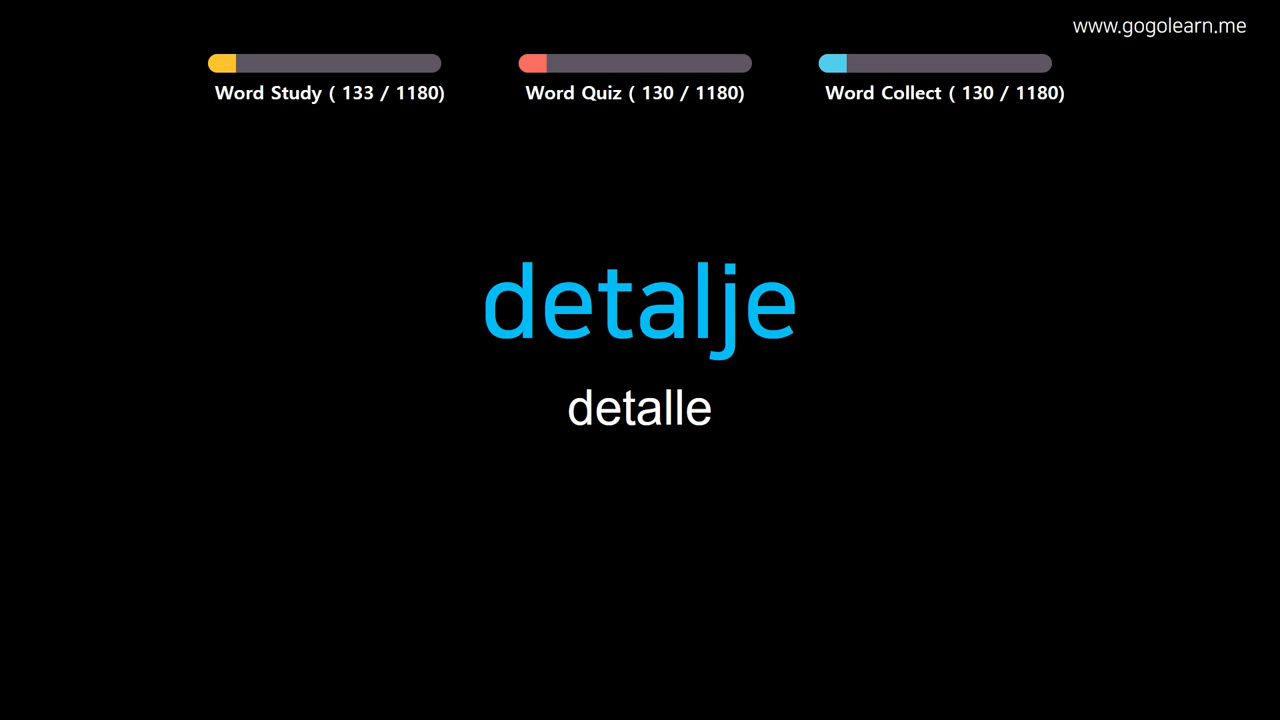 www.gogolearn.me
Word Study ( 133 / 1180)
Word Quiz ( 130 / 1180)
Word Collect ( 130 / 1180)
detalje
detalle